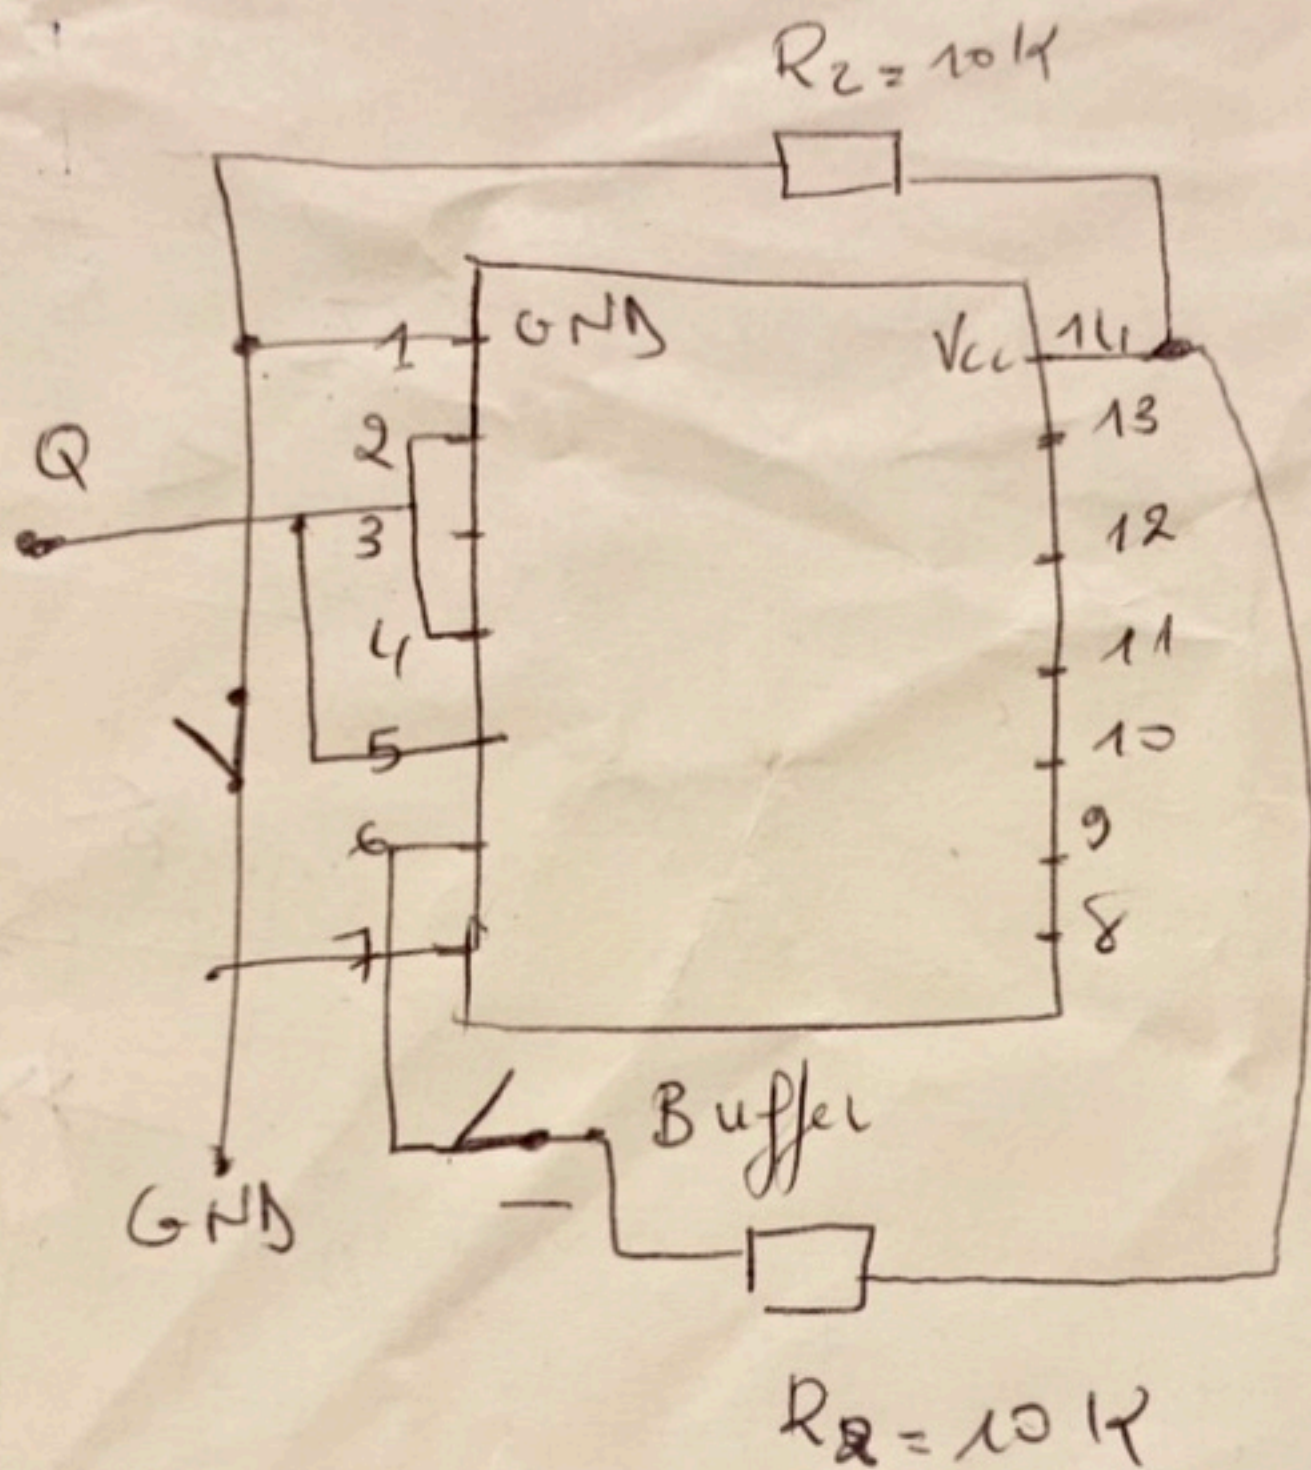 R2 = 10K
1 GND Vcc 14
Q
2 13
3 12
4 11
5 10
6 9
7 8
Buffer
GND
R2 = 10K